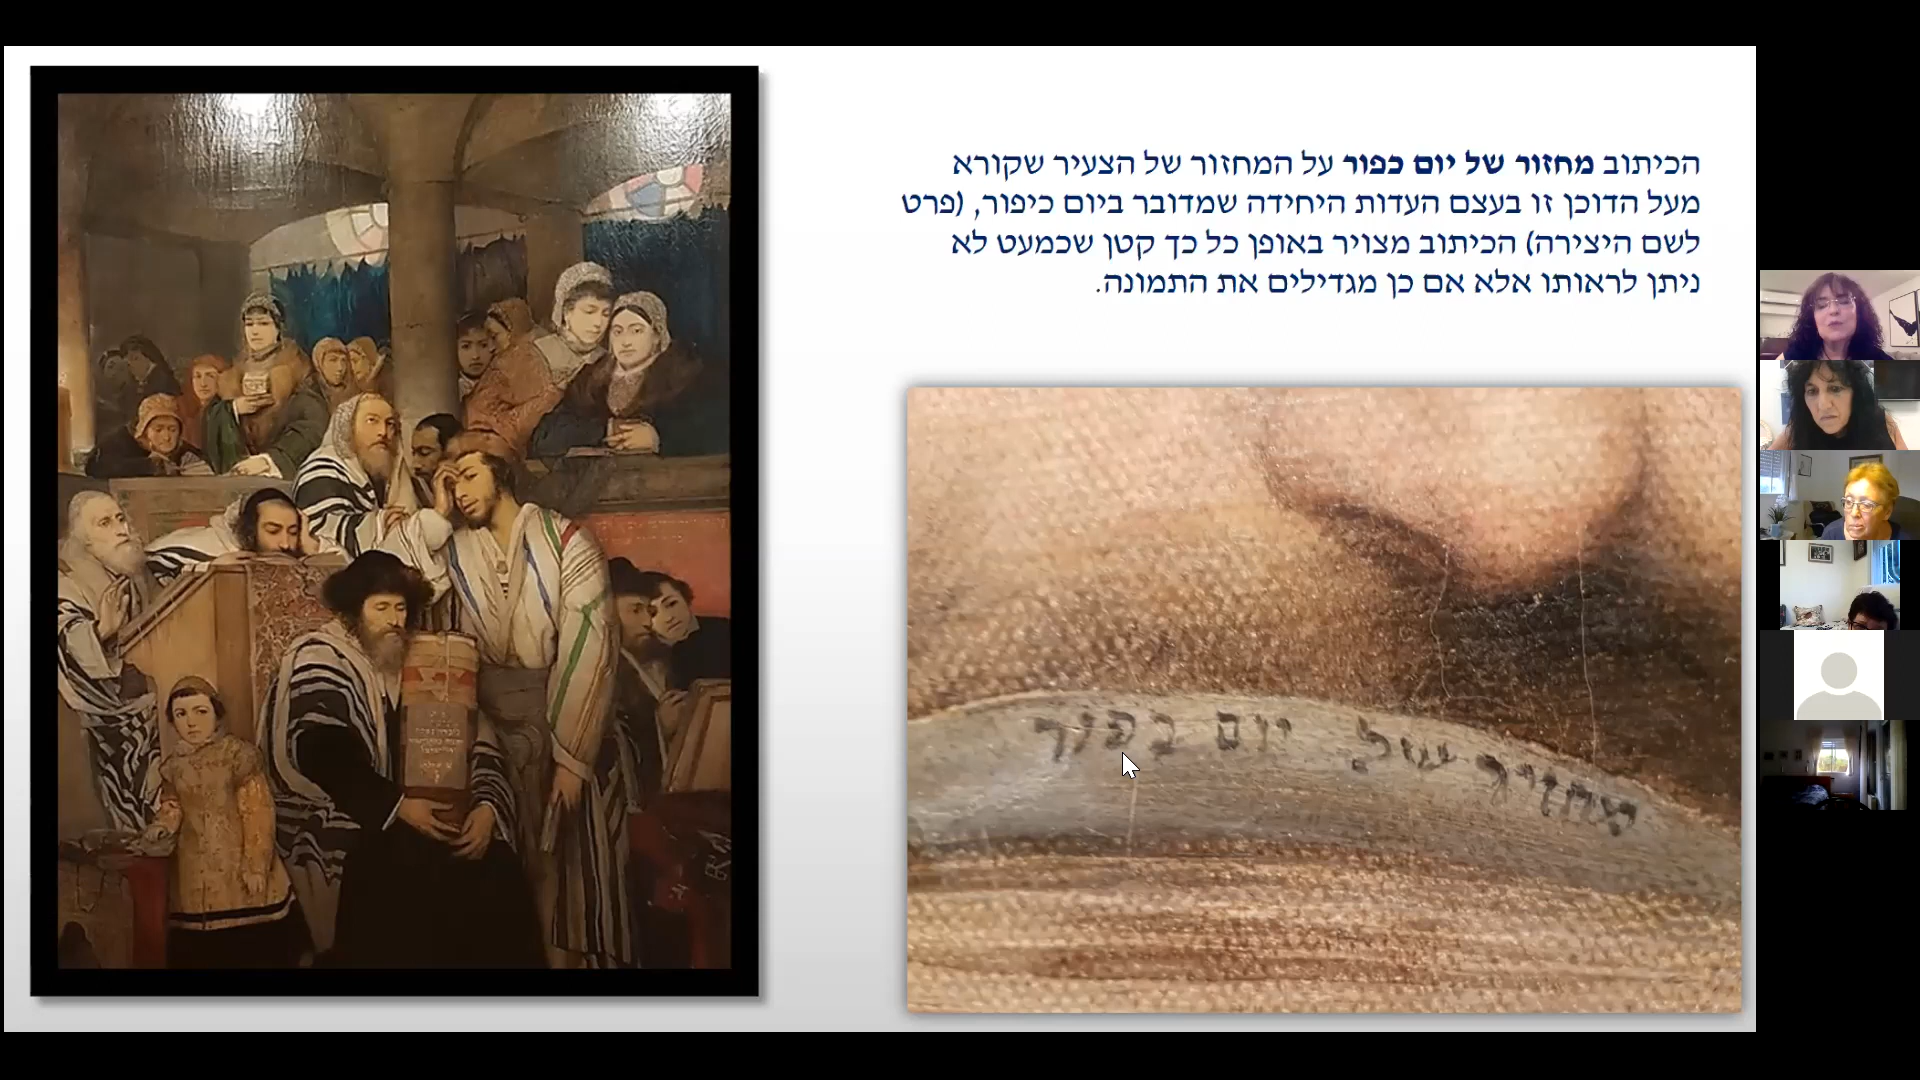 הכיתוב מחזור של יום כפור על המחזור של הצעיר שקורא
מעל הדוכן זו בעצם העדות היחידה שמדובר ביום כיפור, (פרט
לשם היצירה) הכיתוב מצויר באופן כל כך קטן שכמעט לא
ניתן לראותו אלא אם כן מגדילים את התמונה.
מחזור של יום כפור